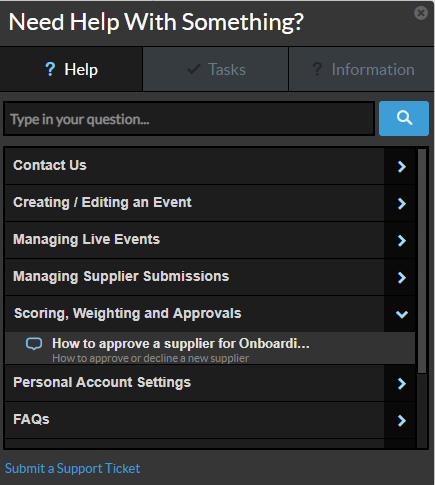 Need Help With Something?
? Help
Tasks
? Information
Type in your question...
Contact Us
Creating / Editing an Event
Managing Live Events
Managing Supplier Submissions
Scoring, Weighting and Approvals
How to approve a supplier for Onboardi...
How to approve or decline a new supplier
Personal Account Settings
FAQs
Submit a Support Ticket